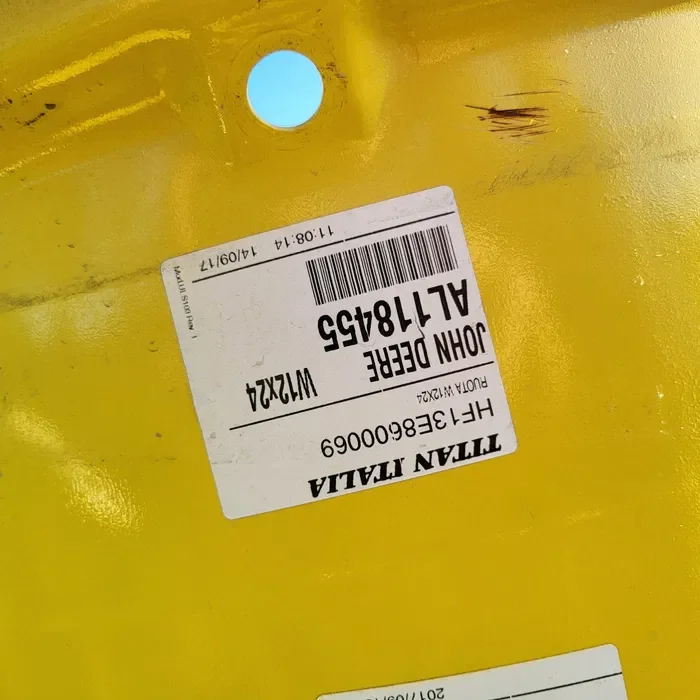 TITAN ITALIA
HF13E8600069
RUOTA W12X24
JOHN DEERE W12x24
AL118455
11:08:14 14/09/17